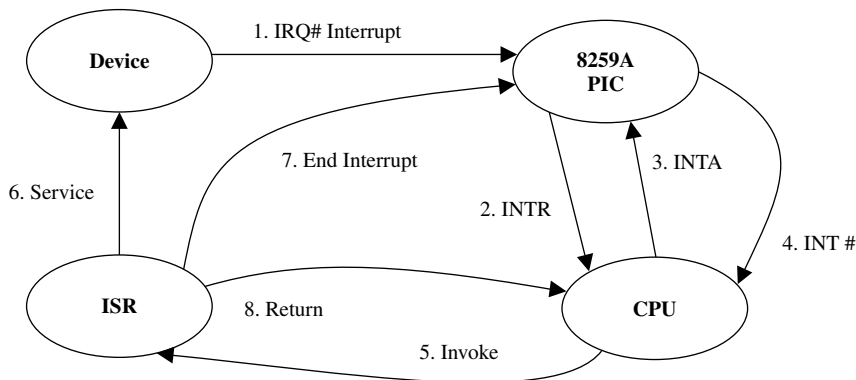 1. IRQ# Interrupt
Device
8259A
PIC
7. End Interrupt
3. INTA
6. Service
2. INTR
4. INT #
ISR
8. Return
CPU
5. Invoke